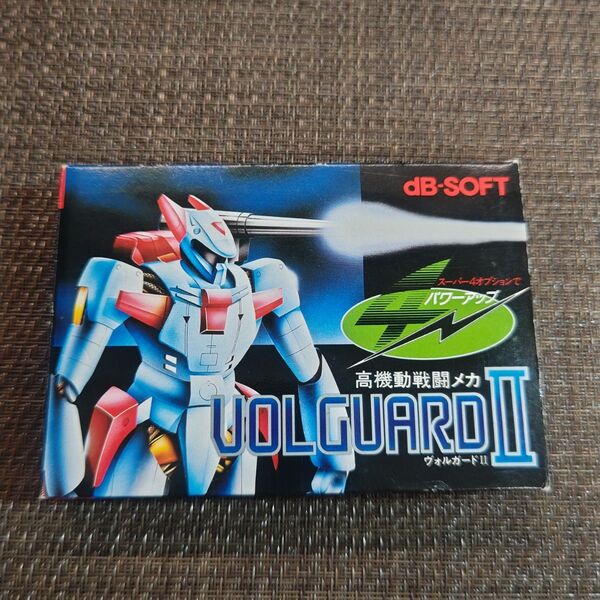 dB-SOFT
スーパー4オプションで
4
パワーアップ
高機動戦闘メカ
VOLGUARD II
ヴォルガードII